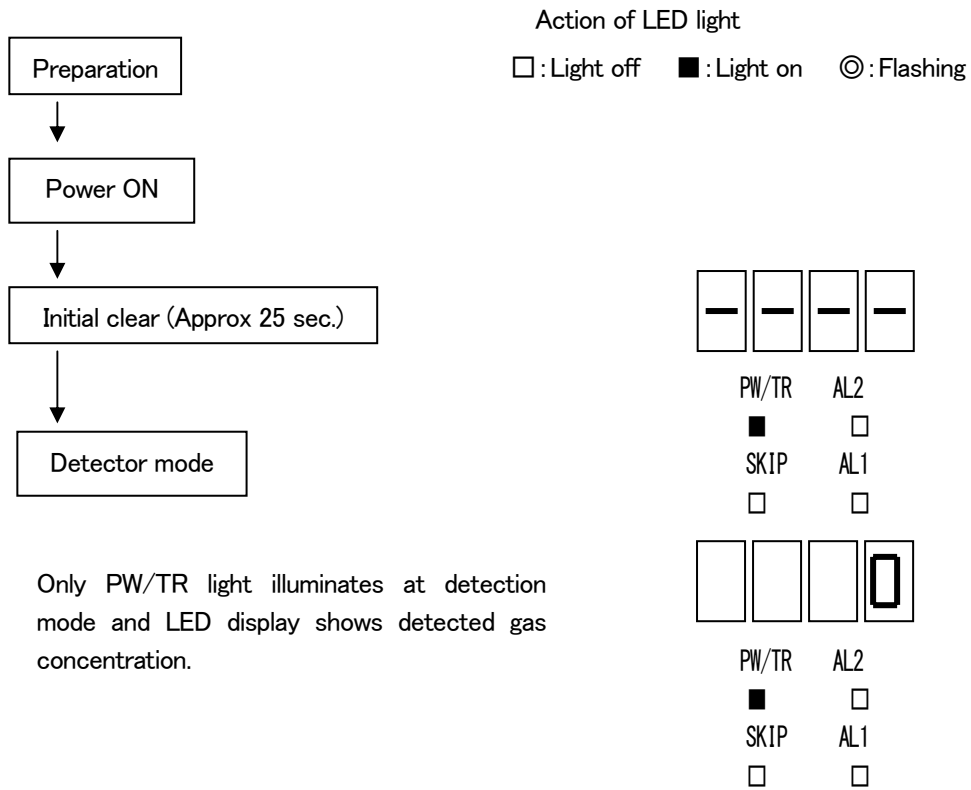 Action of LED light
□:Light off ■:Light on ◎:Flashing
Preparation
Power ON
Initial clear (Approx 25 sec.)
Detector mode
Only PW/TR light illuminates at detection
mode and LED display shows detected gas
concentration.
- - - -
PW/TR AL2
■ □
SKIP AL1
□ □
0
PW/TR AL2
■ □
SKIP AL1
□ □